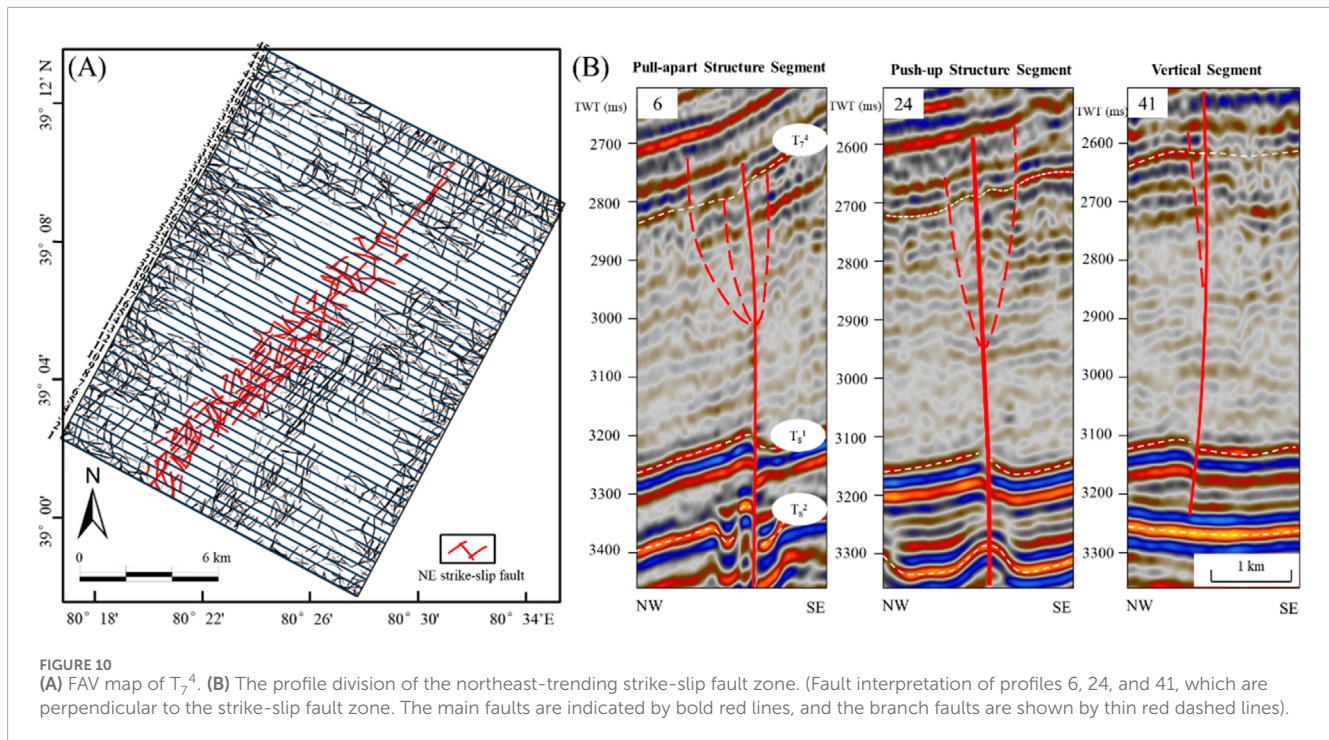 (A)
39° 12' N
39° 08'
39° 04'
39° 00'
N
0 6 km
NE strike-slip fault
80° 18' 80° 22' 80° 26' 80° 30' 80° 34'E
(B)
Pull-apart Structure Segment
TWT (ms)
6
T₇⁴
2700
2800
2900
3000
3100
3200
T₈¹
3300
T₈²
3400
NW SE
Push-up Structure Segment
TWT (ms)
24
2600
2700
2800
2900
3000
3100
3200
3300
NW SE
Vertical Segment
TWT (ms)
41
2600
2700
2800
2900
3000
3100
3200
3300
1 km
NW SE
FIGURE 10
(A) FAV map of T₇⁴. (B) The profile division of the northeast-trending strike-slip fault zone. (Fault interpretation of profiles 6, 24, and 41, which are
perpendicular to the strike-slip fault zone. The main faults are indicated by bold red lines, and the branch faults are shown by thin red dashed lines).